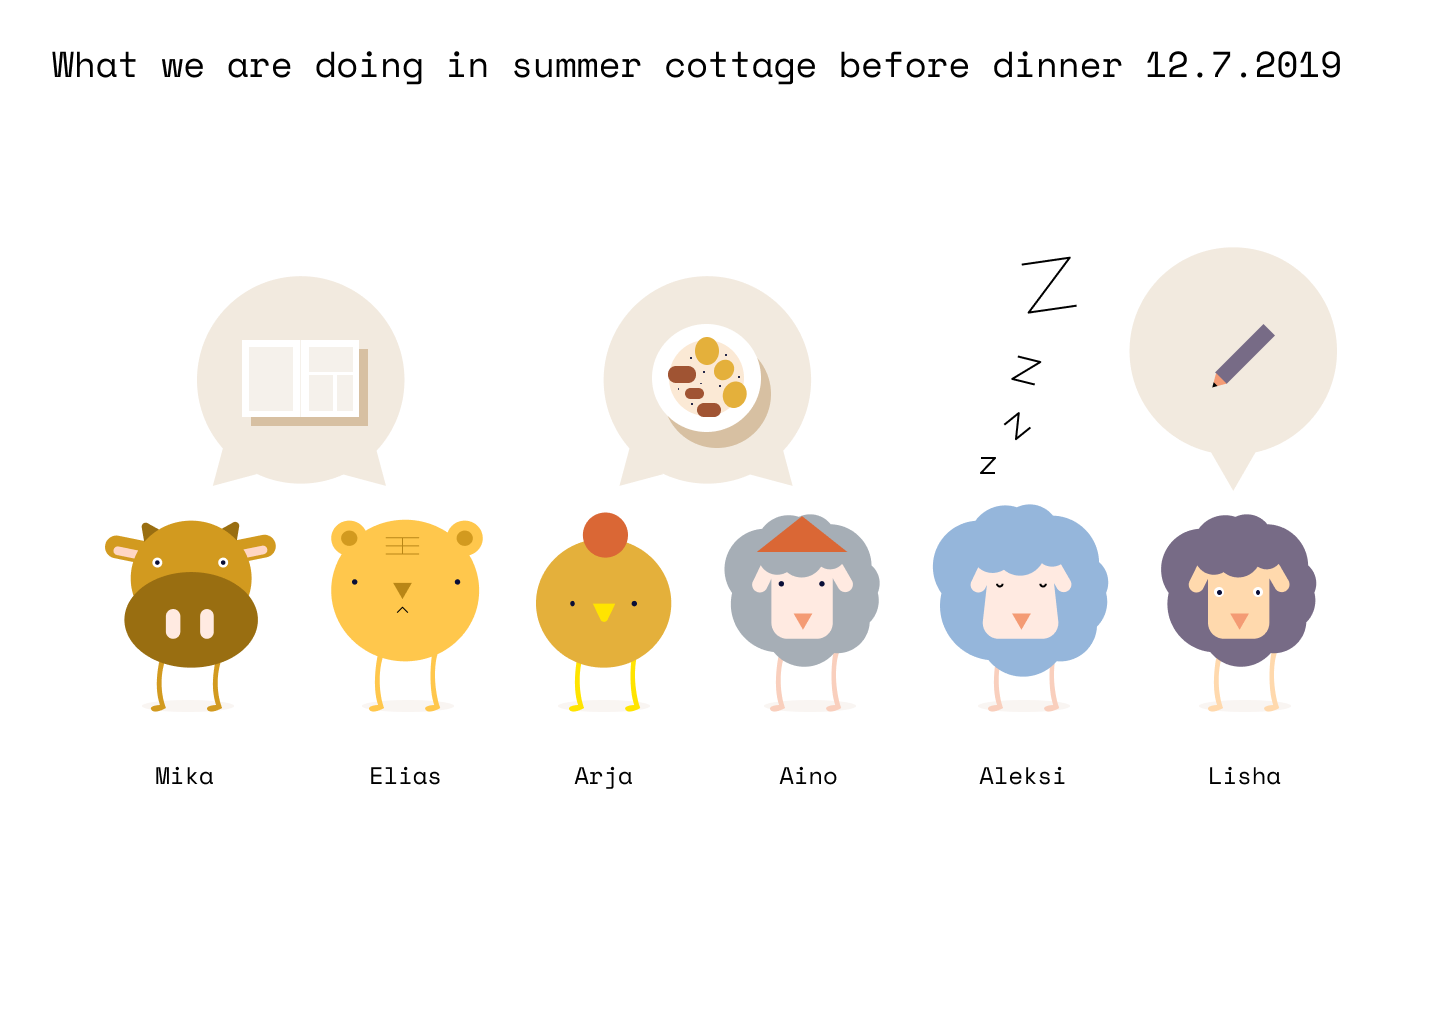 What we are doing in summer cottage before dinner 12.7.2019
Z
Z
Z
Z
Mika
Elias
Arja
Aino
Aleksi
Lisha